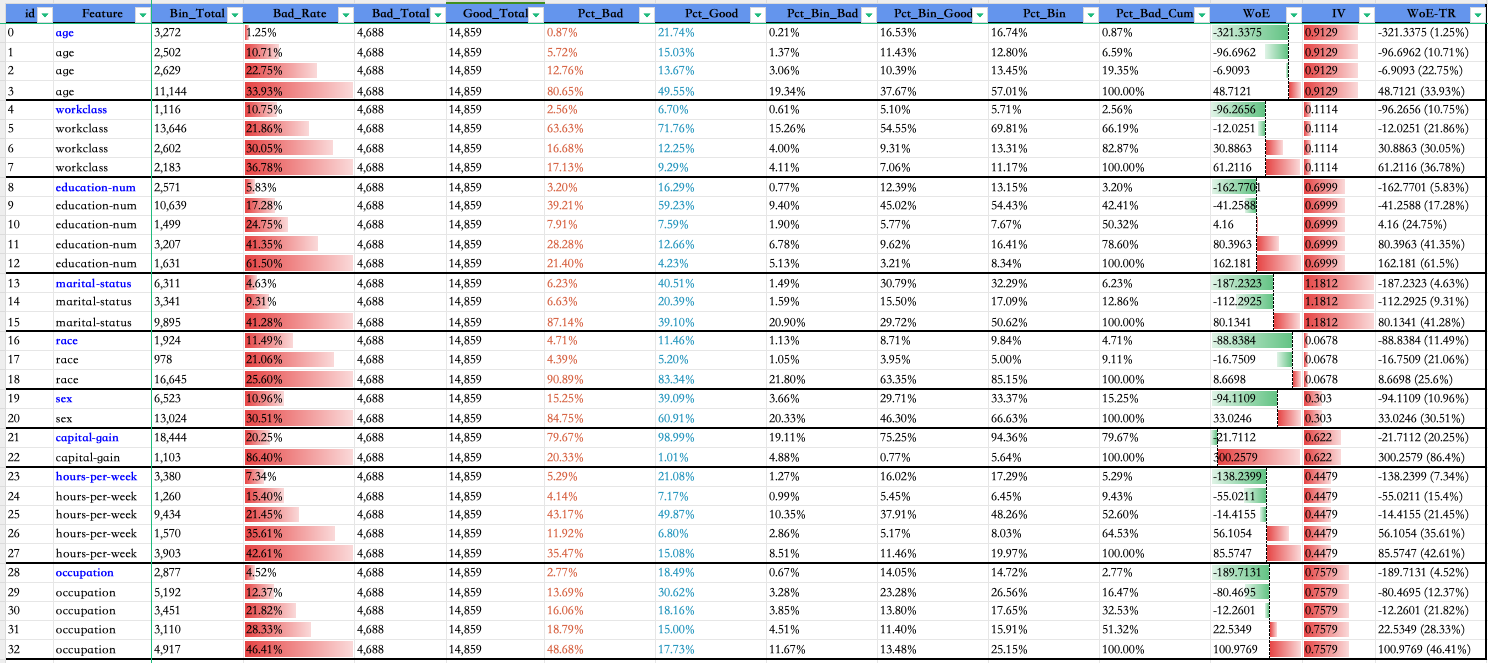 id Feature Bin_Total Bad_Rate Bad_Total Good_Total Pct_Bad Pct_Good Pct_Bin_Bad Pct_Bin_Good Pct_Bin Pct_Bad_Cum WoE IV WoE-TR
0 age 3,272 1.25% 4,688 14,859 0.87% 21.74% 0.21% 16.53% 16.74% 0.87% -321.3375 0.9129 -321.3375 (1.25%)
1 age 2,502 10.71% 4,688 14,859 5.72% 15.03% 1.37% 11.43% 12.80% 6.59% -96.6962 0.9129 -96.6962 (10.71%)
2 age 2,629 22.75% 4,688 14,859 12.76% 13.67% 3.06% 10.39% 13.45% 19.35% -6.9093 0.9129 -6.9093 (22.75%)
3 age 11,144 33.93% 4,688 14,859 80.65% 49.55% 19.34% 37.67% 57.01% 100.00% 48.7121 0.9129 48.7121 (33.93%)
4 workclass 1,116 10.75% 4,688 14,859 2.56% 6.70% 0.61% 5.10% 5.71% 2.56% -96.2656 0.1114 -96.2656 (10.75%)
5 workclass 13,646 21.86% 4,688 14,859 63.63% 71.76% 15.26% 54.55% 69.81% 66.19% -12.0251 0.1114 -12.0251 (21.86%)
6 workclass 2,602 30.05% 4,688 14,859 16.68% 12.25% 4.00% 9.31% 13.31% 82.87% 30.8863 0.1114 30.8863 (30.05%)
7 workclass 2,183 36.78% 4,688 14,859 17.13% 9.29% 4.11% 7.06% 11.17% 100.00% 61.2116 0.1114 61.2116 (36.78%)
8 education-num 2,571 5.83% 4,688 14,859 3.20% 16.29% 0.77% 12.39% 13.15% 3.20% -162.7701 0.6999 -162.7701 (5.83%)
9 education-num 10,639 17.28% 4,688 14,859 39.21% 59.23% 9.40% 45.02% 54.43% 42.41% -41.2588 0.6999 -41.2588 (17.28%)
10 education-num 1,499 24.75% 4,688 14,859 7.91% 7.59% 1.90% 5.77% 7.67% 50.32% 4.16 0.6999 4.16 (24.75%)
11 education-num 3,207 41.35% 4,688 14,859 28.28% 12.66% 6.78% 9.62% 16.41% 78.60% 80.3963 0.6999 80.3963 (41.35%)
12 education-num 1,631 61.50% 4,688 14,859 21.40% 4.23% 5.13% 3.21% 8.34% 100.00% 162.181 0.6999 162.181 (61.5%)
13 marital-status 6,311 4.63% 4,688 14,859 6.23% 40.51% 1.49% 30.79% 32.29% 6.23% -187.2323 1.1812 -187.2323 (4.63%)
14 marital-status 3,341 9.31% 4,688 14,859 6.63% 20.39% 1.59% 15.50% 17.09% 12.86% -112.2925 1.1812 -112.2925 (9.31%)
15 marital-status 9,895 41.28% 4,688 14,859 87.14% 39.10% 20.90% 29.72% 50.62% 100.00% 80.1341 1.1812 80.1341 (41.28%)
16 race 1,924 11.49% 4,688 14,859 4.71% 11.46% 1.13% 8.71% 9.84% 4.71% -88.8384 0.0678 -88.8384 (11.49%)
17 race 978 21.06% 4,688 14,859 4.39% 5.20% 1.05% 3.95% 5.00% 9.11% -16.7509 0.0678 -16.7509 (21.06%)
18 race 16,645 25.60% 4,688 14,859 90.89% 83.34% 21.80% 63.35% 85.15% 100.00% 8.6698 0.0678 8.6698 (25.6%)
19 sex 6,523 10.96% 4,688 14,859 15.25% 39.09% 3.66% 29.71% 33.37% 15.25% -94.1109 0.303 -94.1109 (10.96%)
20 sex 13,024 30.51% 4,688 14,859 84.75% 60.91% 20.33% 46.30% 66.63% 100.00% 33.0246 0.303 33.0246 (30.51%)
21 capital-gain 18,444 20.25% 4,688 14,859 79.67% 98.99% 19.11% 75.25% 94.36% 79.67% -21.7112 0.622 -21.7112 (20.25%)
22 capital-gain 1,103 86.40% 4,688 14,859 20.33% 1.01% 4.88% 0.77% 5.64% 100.00% 300.2579 0.622 300.2579 (86.4%)
23 hours-per-week 3,380 7.34% 4,688 14,859 5.29% 21.08% 1.27% 16.02% 17.29% 5.29% -138.2399 0.4479 -138.2399 (7.34%)
24 hours-per-week 1,260 15.40% 4,688 14,859 4.14% 7.17% 0.99% 5.45% 6.45% 9.43% -55.0211 0.4479 -55.0211 (15.4%)
25 hours-per-week 9,434 21.45% 4,688 14,859 43.17% 49.87% 10.35% 37.91% 48.26% 52.60% -14.4155 0.4479 -14.4155 (21.45%)
26 hours-per-week 1,570 35.61% 4,688 14,859 11.92% 6.80% 2.86% 5.17% 8.03% 64.53% 56.1054 0.4479 56.1054 (35.61%)
27 hours-per-week 3,903 42.61% 4,688 14,859 35.47% 15.08% 8.51% 11.46% 19.97% 100.00% 85.5747 0.4479 85.5747 (42.61%)
28 occupation 2,877 4.52% 4,688 14,859 2.77% 18.49% 0.67% 14.05% 14.72% 2.77% -189.7131 0.7579 -189.7131 (4.52%)
29 occupation 5,192 12.37% 4,688 14,859 13.69% 30.62% 3.28% 23.28% 26.56% 16.47% -80.4695 0.7579 -80.4695 (12.37%)
30 occupation 3,451 21.82% 4,688 14,859 16.06% 18.16% 3.85% 13.80% 17.65% 32.53% -12.2601 0.7579 -12.2601 (21.82%)
31 occupation 3,110 28.33% 4,688 14,859 18.79% 15.00% 4.51% 11.40% 15.91% 51.32% 22.5349 0.7579 22.5349 (28.33%)
32 occupation 4,917 46.41% 4,688 14,859 48.68% 17.73% 11.67% 13.48% 25.15% 100.00% 100.9769 0.7579 100.9769 (46.41%)